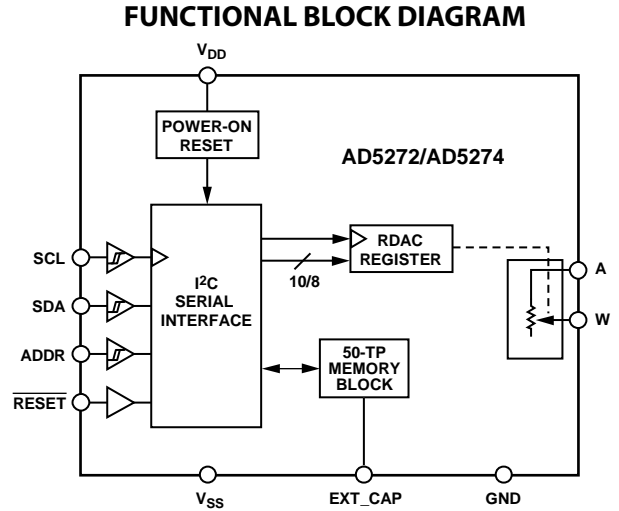 FUNCTIONAL BLOCK DIAGRAM
VDD
POWER-ON
RESET
AD5272/AD5274
SCL
SDA
ADDR
RESET
I2C
SERIAL
INTERFACE
10/8
RDAC
REGISTER
A
W
50-TP
MEMORY
BLOCK
VSS
EXT_CAP
GND